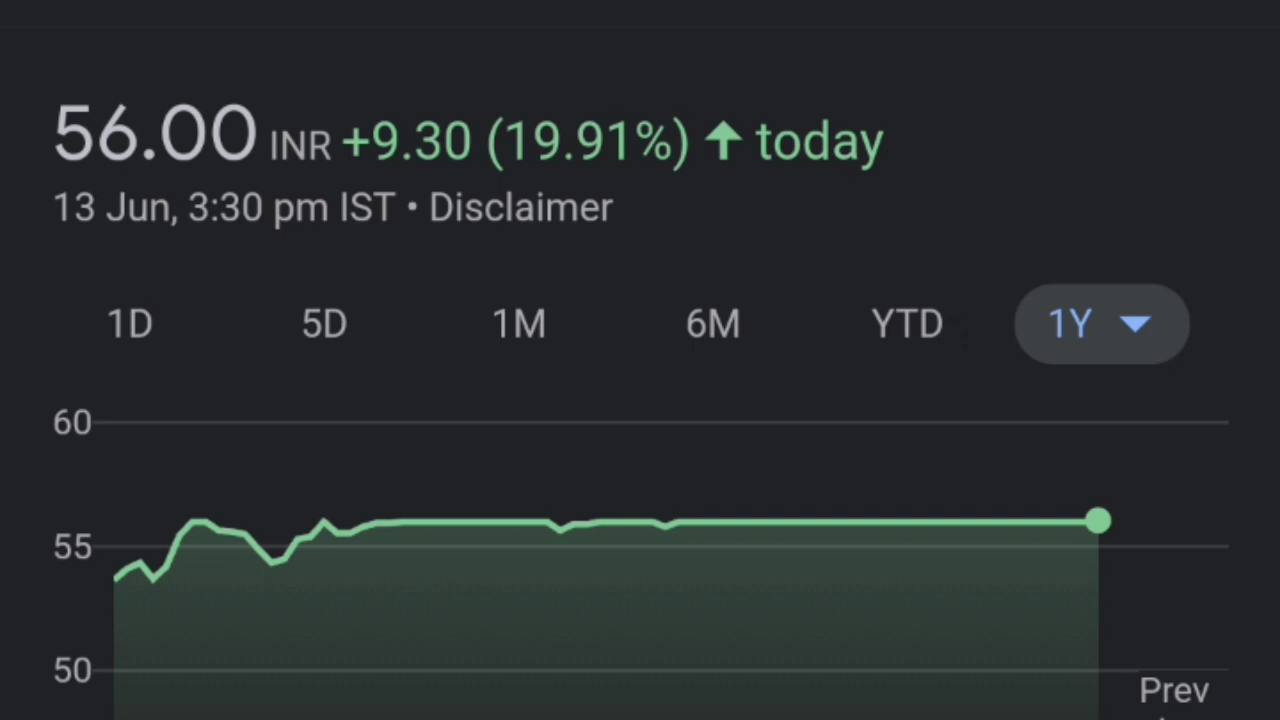 56.00 INR +9.30 (19.91%) ↑ today
13 Jun, 3:30 pm IST • Disclaimer
1D 5D 1M 6M YTD 1Y
60
55
50
Prev